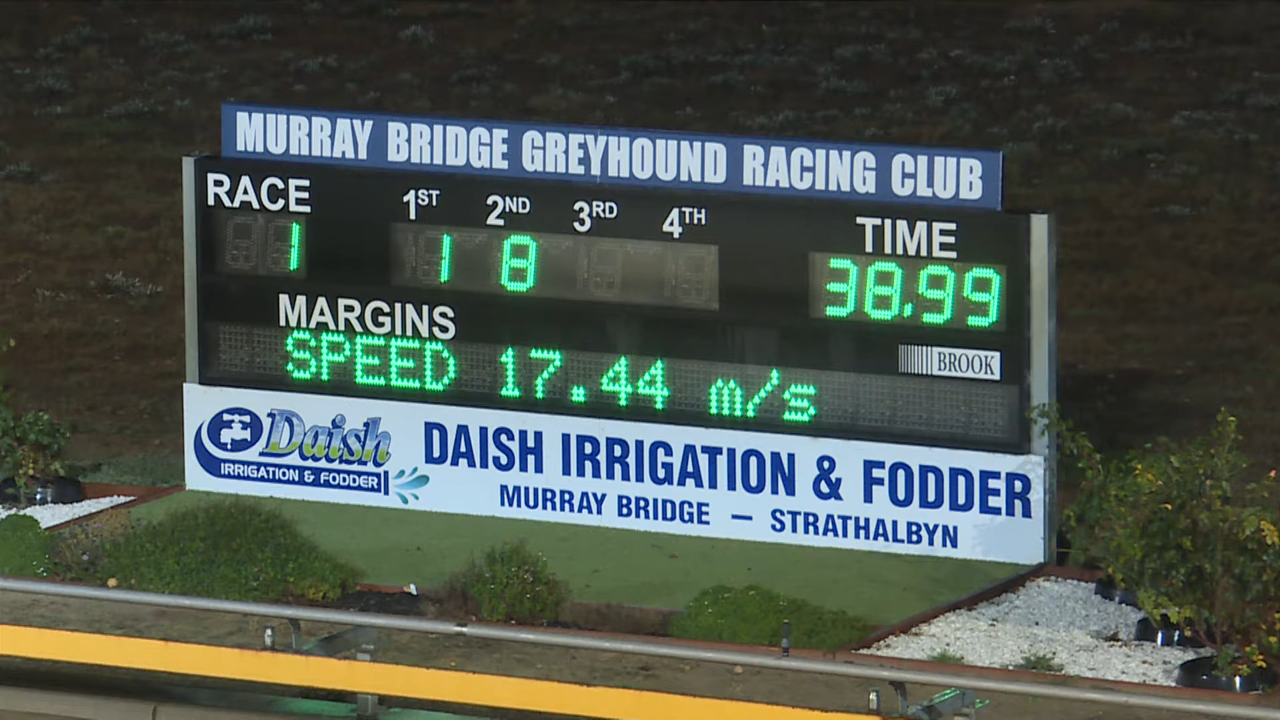 MURRAY BRIDGE GREYHOUND RACING CLUB
RACE 1ST 2ND 3RD 4TH TIME
1 1 8 38.99
MARGINS
BROOK
SPEED 17.44 m/s
Daish
IRRIGATION & FODDER
DAISH IRRIGATION & FODDER
MURRAY BRIDGE – STRATHALBYN